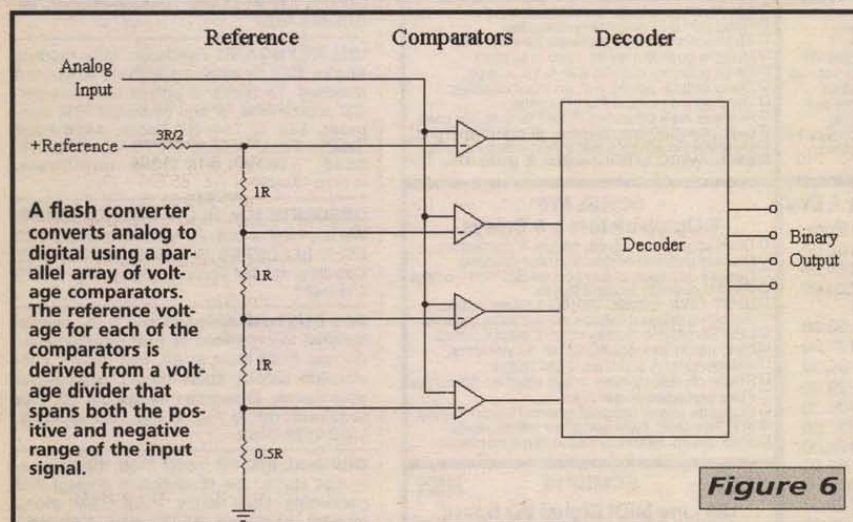 Reference
Comparators
Decoder
Analog
Input
+Reference
3R/2
1R
1R
1R
0.5R
A flash converter
converts analog to
digital using a par-
allel array of volt-
age comparators.
The reference volt-
age for each of the
comparators is
derived from a volt-
age divider that
spans both the pos-
itive and negative
range of the input
signal.
Decoder
Binary
Output
Figure 6